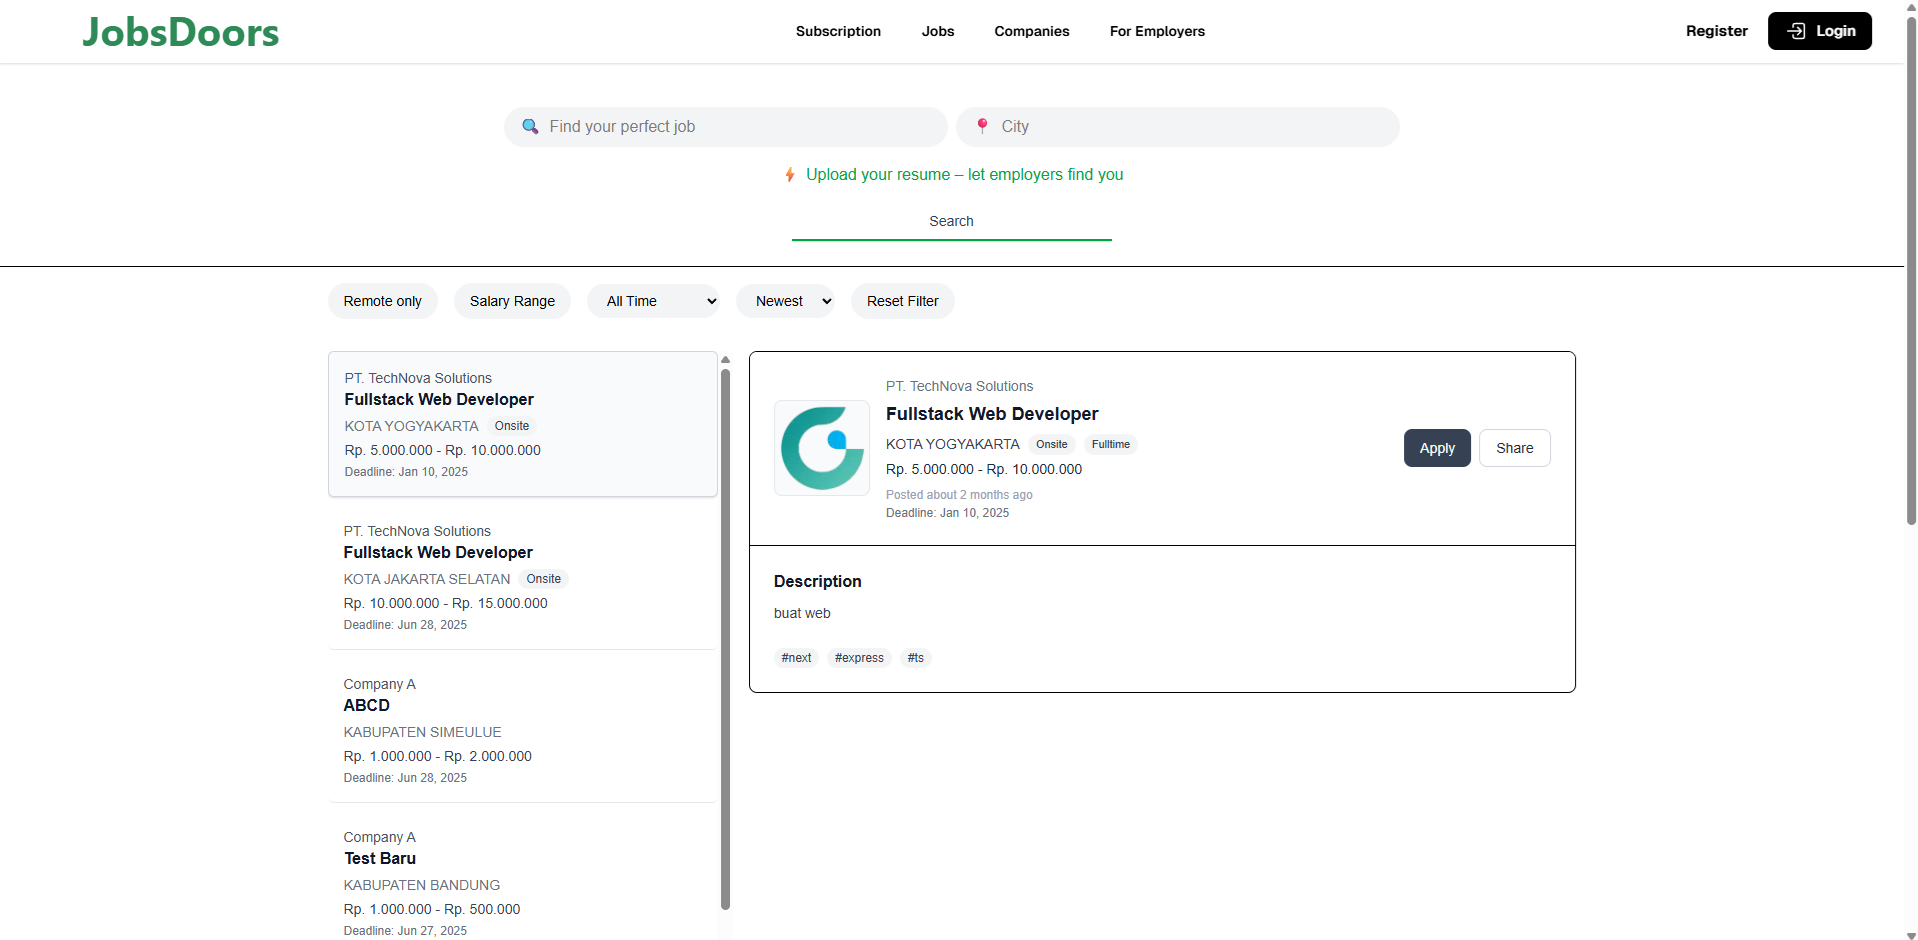 JobsDoors
Subscription Jobs Companies For Employers
Register Login
Find your perfect job
City
Upload your resume – let employers find you
Search
Remote only Salary Range All Time Newest Reset Filter
PT. TechNova Solutions
Fullstack Web Developer
KOTA YOGYAKARTA Onsite
Rp. 5.000.000 - Rp. 10.000.000
Deadline: Jan 10, 2025
PT. TechNova Solutions
Fullstack Web Developer
KOTA JAKARTA SELATAN Onsite
Rp. 10.000.000 - Rp. 15.000.000
Deadline: Jun 28, 2025
Company A
ABCD
KABUPATEN SIMEULUE
Rp. 1.000.000 - Rp. 2.000.000
Deadline: Jun 28, 2025
Company A
Test Baru
KABUPATEN BANDUNG
Rp. 1.000.000 - Rp. 500.000
Deadline: Jun 27, 2025
PT. TechNova Solutions
Fullstack Web Developer
KOTA YOGYAKARTA Onsite Fulltime
Rp. 5.000.000 - Rp. 10.000.000
Posted about 2 months ago
Deadline: Jan 10, 2025
Apply Share
Description
buat web
#next #express #ts